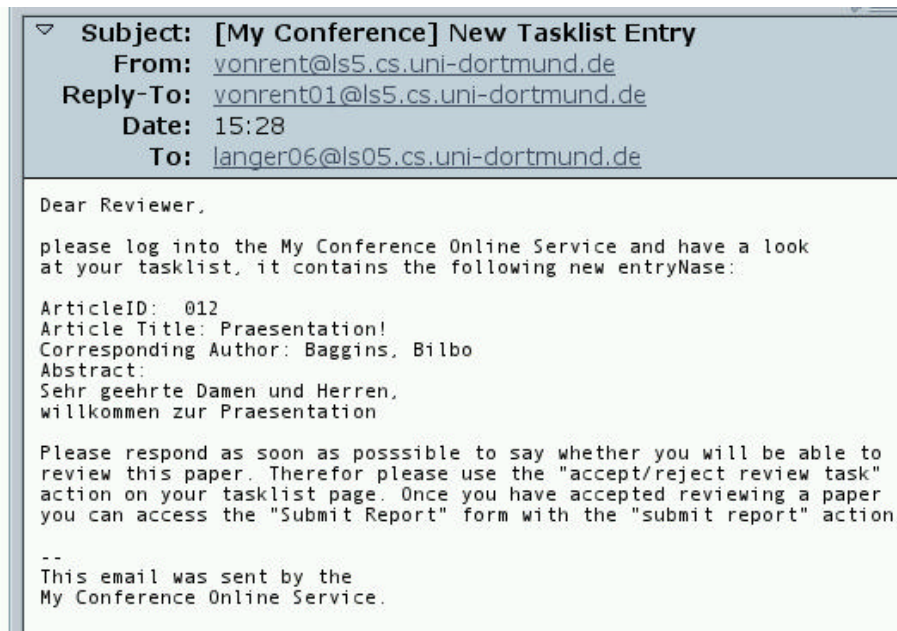 Subject: [My Conference] New Tasklist Entry
From: vonrent@ls5.cs.uni-dortmund.de
Reply-To: vonrent01@ls5.cs.uni-dortmund.de
Date: 15:28
To: langer06@ls05.cs.uni-dortmund.de
Dear Reviewer,
please log into the My Conference Online Service and have a look
at your tasklist, it contains the following new entryNase:
ArticleID:  012
Article Title: Praesentation!
Corresponding Author: Baggins, Bilbo
Abstract:
Sehr geehrte Damen und Herren,
willkommen zur Praesentation
Please respond as soon as posssible to say whether you will be able to
review this paper. Therefor please use the "accept/reject review task"
action on your tasklist page. Once you have accepted reviewing a paper
you can access the "Submit Report" form with the "submit report" action
--
This email was sent by the
My Conference Online Service.